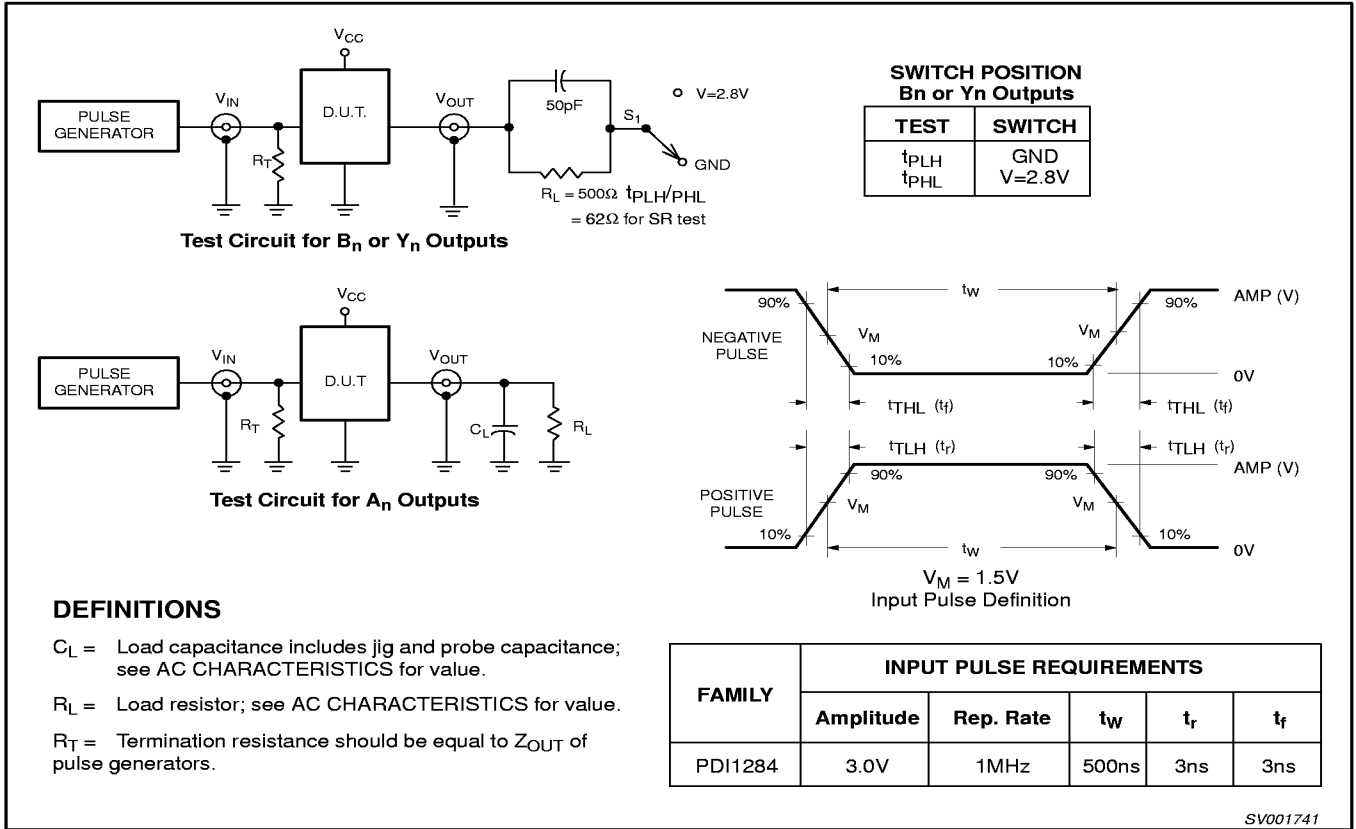 VCC
PULSE GENERATOR
VIN
RT
D.U.T.
VOUT
50pF
V=2.8V
S1
GND
RL = 500Ω tPLH/PHL
= 62Ω for SR test
Test Circuit for Bn or Yn Outputs
SWITCH POSITION
Bn or Yn Outputs
TEST SWITCH
tPLH GND
tPHL V=2.8V
VCC
PULSE GENERATOR
VIN
RT
D.U.T
VOUT
CL
RL
Test Circuit for An Outputs
90% tW 90% AMP (V)
NEGATIVE PULSE
VM VM
10% 10%
0V
tTHL (tf) tTHL (tf)
tTLH (tr) tTLH (tr)
90% 90% AMP (V)
POSITIVE PULSE
VM VM
10% tW 10% 0V
VM = 1.5V
Input Pulse Definition
DEFINITIONS
CL = Load capacitance includes jig and probe capacitance;
see AC CHARACTERISTICS for value.
RL = Load resistor; see AC CHARACTERISTICS for value.
RT = Termination resistance should be equal to ZOUT of
pulse generators.
FAMILY INPUT PULSE REQUIREMENTS
Amplitude Rep. Rate tW tr tf
PDI1284 3.0V 1MHz 500ns 3ns 3ns
SV001741